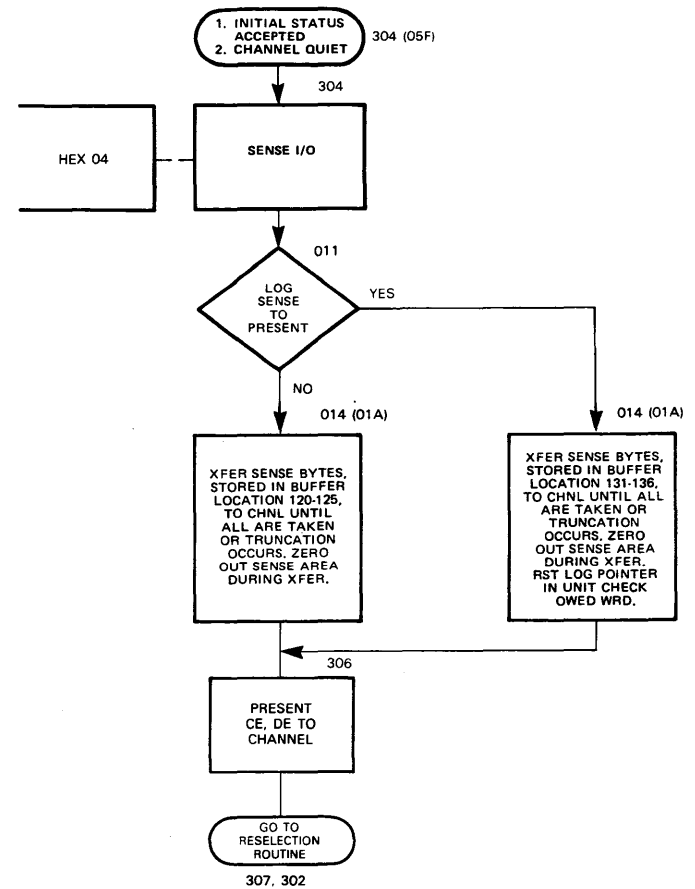 1. INITIAL STATUS
ACCEPTED
2. CHANNEL QUIET
304 (05F)
304
HEX 04
SENSE I/O
011
LOG
SENSE
TO
PRESENT
YES
NO
014 (01A)
XFER SENSE BYTES,
STORED IN BUFFER
LOCATION 120-125,
TO CHNL UNTIL
ALL ARE TAKEN
OR TRUNCATION
OCCURS. ZERO
OUT SENSE AREA
DURING XFER.
014 (01A)
XFER SENSE BYTES,
STORED IN BUFFER
LOCATION 131-136,
TO CHNL UNTIL ALL
ARE TAKEN OR
TRUNCATION
OCCURS. ZERO
OUT SENSE AREA
DURING XFER.
RST LOG POINTER
IN UNIT CHECK
OWED WRD.
306
PRESENT
CE, DE TO
CHANNEL
GO TO
RESELECTION
ROUTINE
307, 302